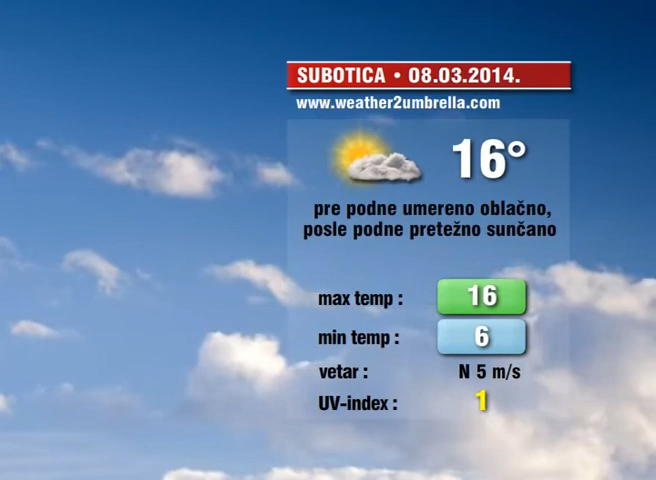 SUBOTICA • 08.03.2014.
www.weather2umbrella.com
16°
pre podne umereno oblačno,
posle podne pretežno sunčano
max temp : 16
min temp : 6
vetar : N 5 m/s
UV-index : 1